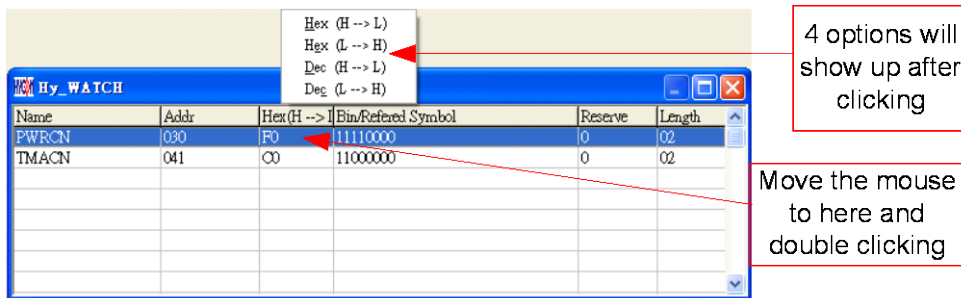 Hex (H --> L)
Hex (L --> H)
Dec (H --> L)
Dec (L --> H)
4 options will
show up after
clicking
Hy_WATCH
Name Addr Hex(H --> Bin/Refered Symbol Reserve Length
PWRCN 030 F0 11110000 0 02
TMACN 041 C0 11000000 0 02
Move the mouse
to here and
double clicking